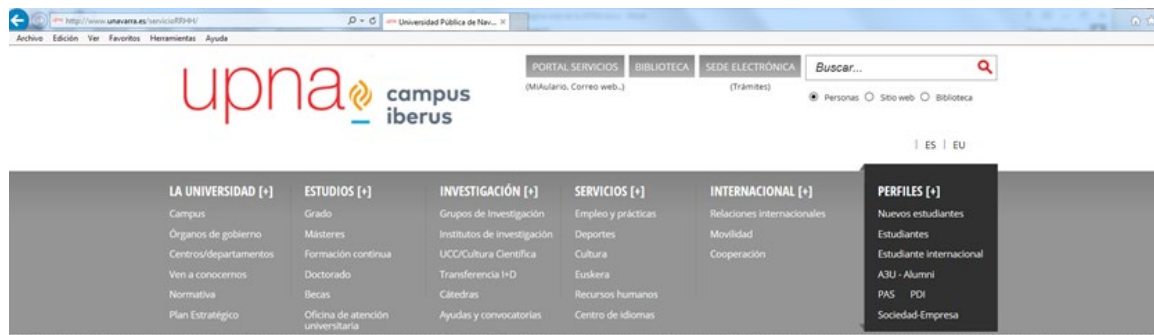 http://www.unavarra.es/servicioRRHH/
Universidad Pública de Nav...
Archivo Edición Ver Favoritos Herramientas Ayuda
upna campus iberus
PORTAL SERVICIOS BIBLIOTECA SEDE ELECTRÓNICA Buscar...
(MiAulario, Correo web..) (Trámites) Personas Sitio web Biblioteca
| ES | EU
LA UNIVERSIDAD [+]
Campus
Órganos de gobierno
Centros/departamentos
Ven a conocernos
Normativa
Plan Estratégico
ESTUDIOS [+]
Grado
Másteres
Formación continua
Doctorado
Becas
Oficina de atención
universitaria
INVESTIGACIÓN [+]
Grupos de Investigación
Institutos de investigación
UCC/Cultura Científica
Transferencia I+D
Cátedras
Ayudas y convocatorias
SERVICIOS [+]
Empleo y prácticas
Deportes
Cultura
Euskera
Recursos humanos
Centro de idiomas
INTERNACIONAL [+]
Relaciones internacionales
Movilidad
Cooperación
PERFILES [+]
Nuevos estudiantes
Estudiantes
Estudiante internacional
A3U - Alumni
PAS PDI
Sociedad-Empresa